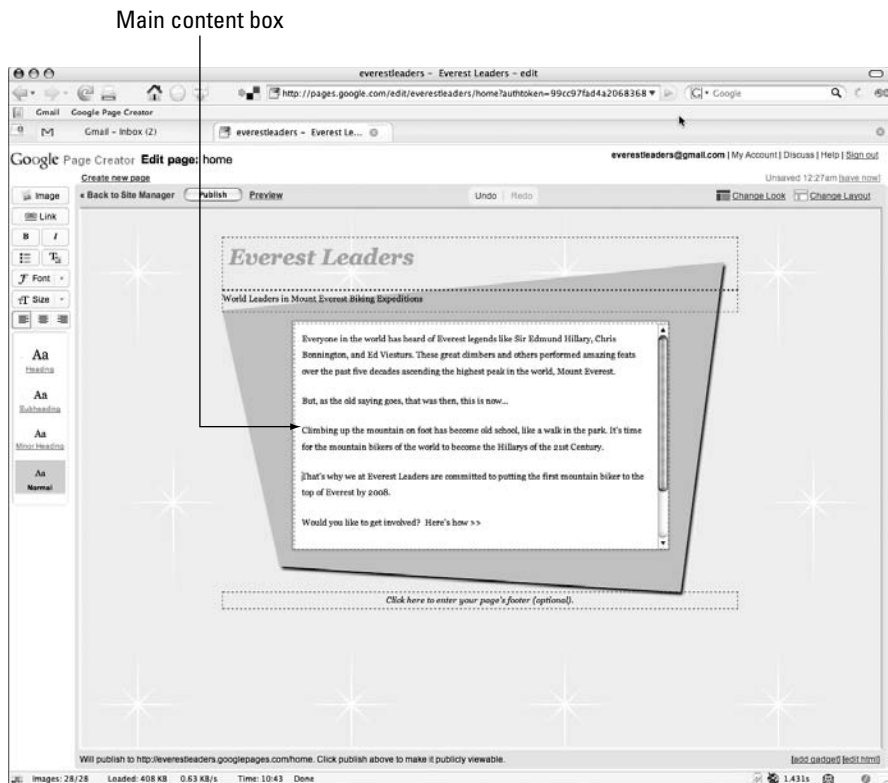 Main content box
everestleaders – Everest Leaders – edit
http://pages.google.com/edit/everestleaders/home?authtoken=99cc97fad4a2068368
Google
Gmail Google Page Creator
Gmail – Inbox (2)
everestleaders – Everest Le...
Google Page Creator Edit page: home
everestleaders@gmail.com | My Account | Discuss | Help | Sign out
Create new page
Unsaved 12:27am [save now]
Image
« Back to Site Manager
Publish
Preview
Undo
Redo
Change Look
Change Layout
Link
B I
Font
Size
Aa
Heading
Aa
Subheading
Aa
Minor Heading
Aa
Normal
Everest Leaders
World Leaders in Mount Everest Biking Expeditions
Everyone in the world has heard of Everest legends like Sir Edmund Hillary, Chris
Bonnington, and Ed Viesturs. These great climbers and others performed amazing feats
over the past five decades ascending the highest peak in the world, Mount Everest.
But, as the old saying goes, that was then, this is now...
Climbing up the mountain on foot has become old school, like a walk in the park. It's time
for the mountain bikers of the world to become the Hillarys of the 21st Century.
That's why we at Everest Leaders are committed to putting the first mountain biker to the
top of Everest by 2008.
Would you like to get involved? Here's how >>
Click here to enter your page's footer (optional).
Will publish to http://everestleaders.googlepages.com/home. Click publish above to make it publicly viewable.
[add gadget] [edit html]
Images: 28/28 Loaded: 408 KB 0.63 KB/s Time: 10:43 Done
1.431s